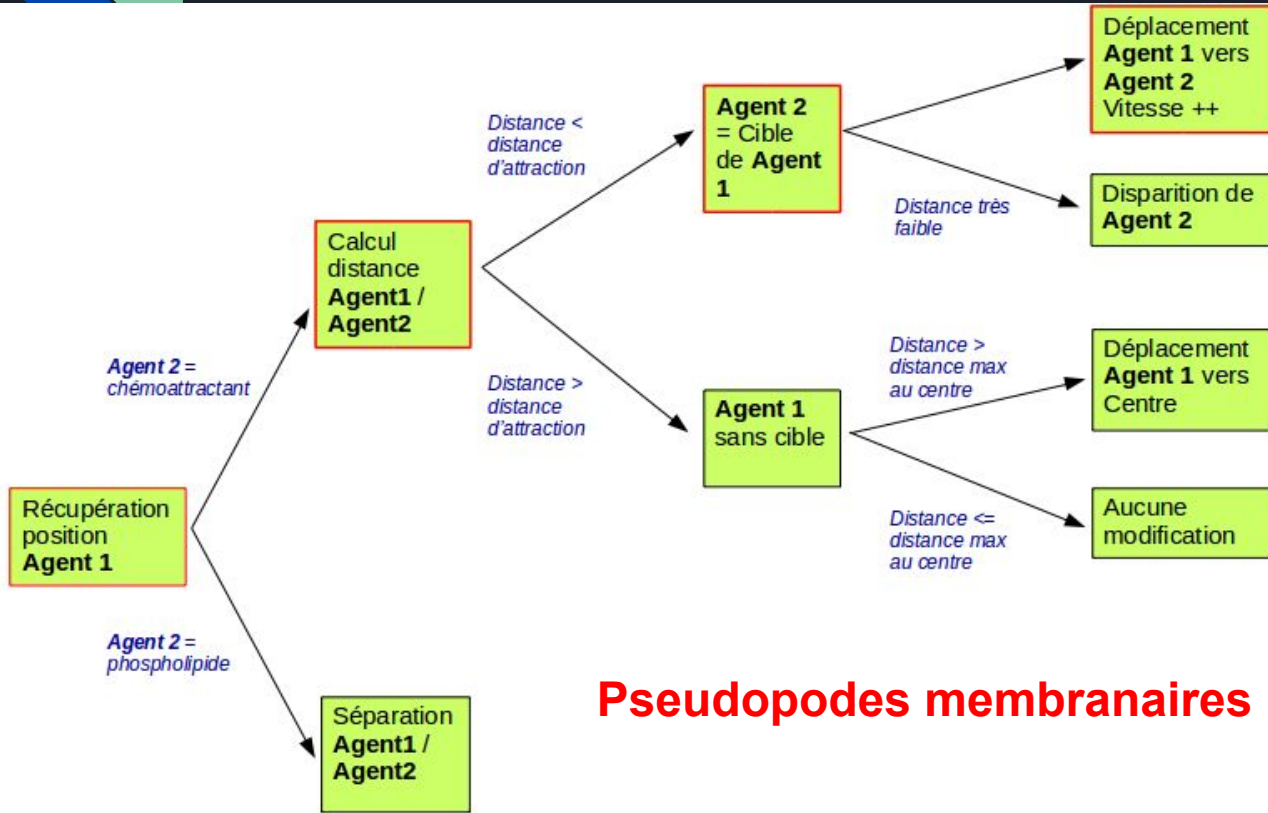 Récupération
position
Agent 1
Agent 2 =
chémoattractant
Agent 2 =
phospholipide
Calcul
distance
Agent1 /
Agent2
Séparation
Agent1 /
Agent2
Distance <
distance
d'attraction
Distance >
distance
d'attraction
Agent 2
= Cible
de Agent
1
Agent 1
sans cible
Distance très
faible
Distance >
distance max
au centre
Distance <=
distance max
au centre
Déplacement
Agent 1 vers
Agent 2
Vitesse ++
Disparition de
Agent 2
Déplacement
Agent 1 vers
Centre
Aucune
modification
Pseudopodes membranaires